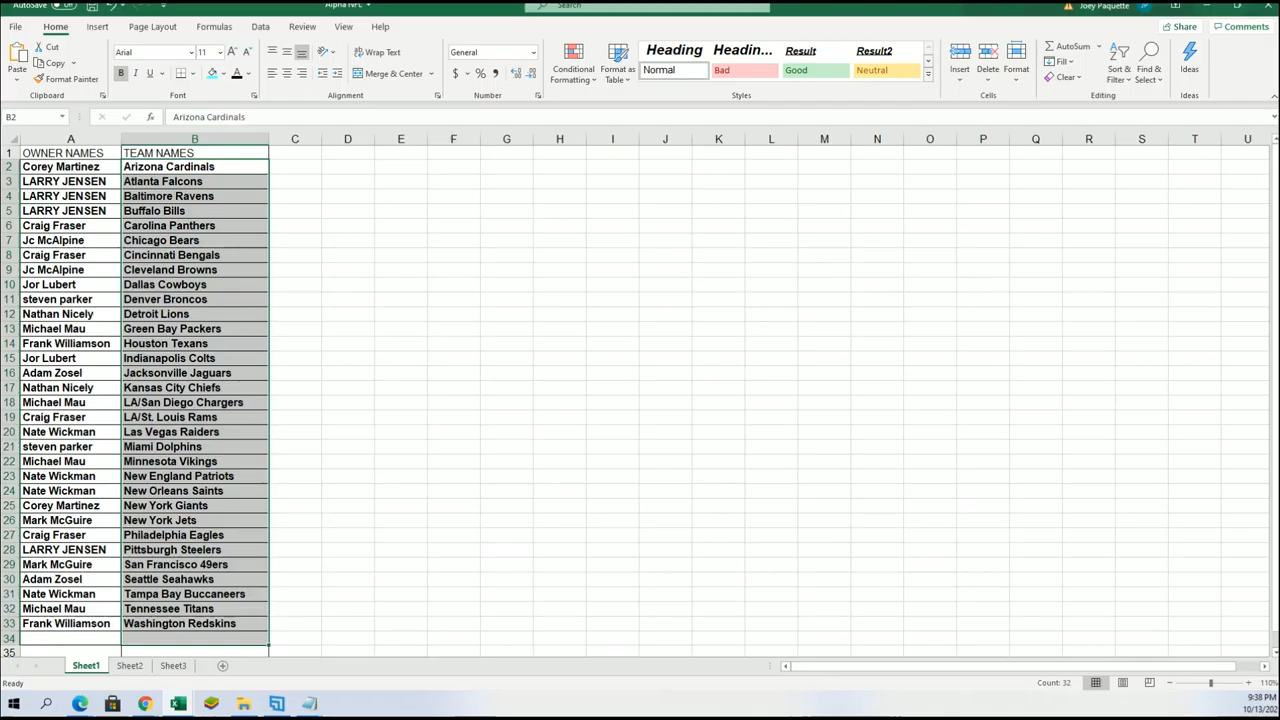 AutoSave Off Alpha NFL Search Joey Paquette
File Home Insert Page Layout Formulas Data Review View Help Share Comments
Paste Cut Copy Format Painter Clipboard
Arial 11 A A B I U A Font
ab Wrap Text Merge & Center Alignment
General $ % 9 Number
Conditional Formatting Format as Table
Heading Headin... Result Result2
Normal Bad Good Neutral
Styles
Insert Delete Format Cells
AutoSum Fill Clear Sort & Filter Find & Select Editing
Ideas Ideas
B2 fx Arizona Cardinals
A B C D E F G H I J K L M N O P Q R S T U
1 OWNER NAMES TEAM NAMES
2 Corey Martinez Arizona Cardinals
3 LARRY JENSEN Atlanta Falcons
4 LARRY JENSEN Baltimore Ravens
5 LARRY JENSEN Buffalo Bills
6 Craig Fraser Carolina Panthers
7 Jc McAlpine Chicago Bears
8 Craig Fraser Cincinnati Bengals
9 Jc McAlpine Cleveland Browns
10 Jor Lubert Dallas Cowboys
11 steven parker Denver Broncos
12 Nathan Nicely Detroit Lions
13 Michael Mau Green Bay Packers
14 Frank Williamson Houston Texans
15 Jor Lubert Indianapolis Colts
16 Adam Zosel Jacksonville Jaguars
17 Nathan Nicely Kansas City Chiefs
18 Michael Mau LA/San Diego Chargers
19 Craig Fraser LA/St. Louis Rams
20 Nate Wickman Las Vegas Raiders
21 steven parker Miami Dolphins
22 Michael Mau Minnesota Vikings
23 Nate Wickman New England Patriots
24 Nate Wickman New Orleans Saints
25 Corey Martinez New York Giants
26 Mark McGuire New York Jets
27 Craig Fraser Philadelphia Eagles
28 LARRY JENSEN Pittsburgh Steelers
29 Mark McGuire San Francisco 49ers
30 Adam Zosel Seattle Seahawks
31 Nate Wickman Tampa Bay Buccaneers
32 Michael Mau Tennessee Titans
33 Frank Williamson Washington Redskins
34
35
Sheet1 Sheet2 Sheet3
Ready Count: 32 110%
9:38 PM
10/13/202